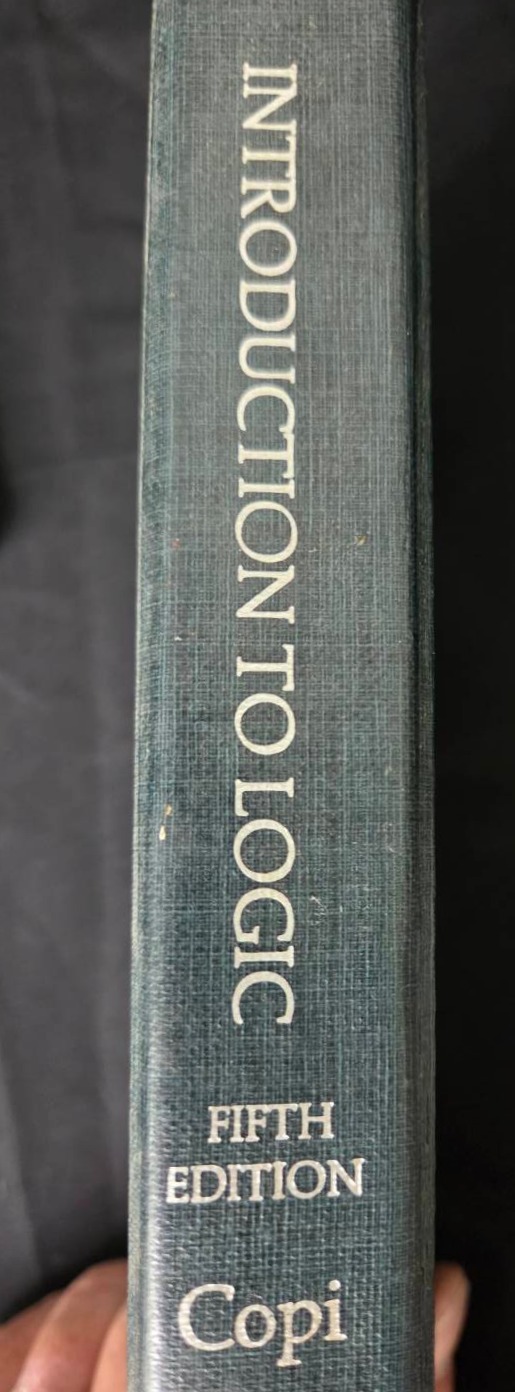 INTRODUCTION TO LOGIC
FIFTH
EDITION
Copi